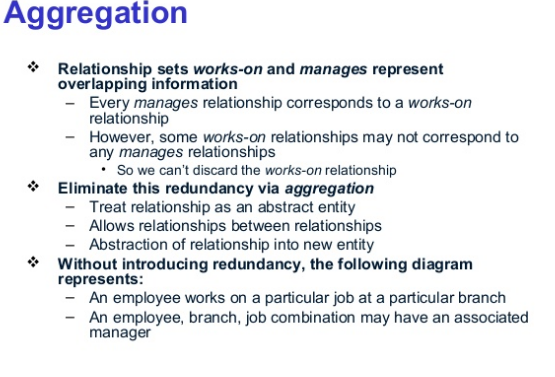 Aggregation
❖ Relationship sets works-on and manages represent
overlapping information
– Every manages relationship corresponds to a works-on
relationship
– However, some works-on relationships may not correspond to
any manages relationships
• So we can't discard the works-on relationship
❖ Eliminate this redundancy via aggregation
– Treat relationship as an abstract entity
– Allows relationships between relationships
– Abstraction of relationship into new entity
❖ Without introducing redundancy, the following diagram
represents:
– An employee works on a particular job at a particular branch
– An employee, branch, job combination may have an associated
manager